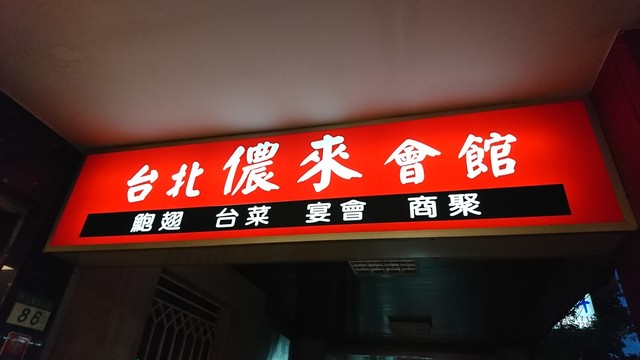 台北儂來會館
鮑翅 台菜 宴會 商聚
86